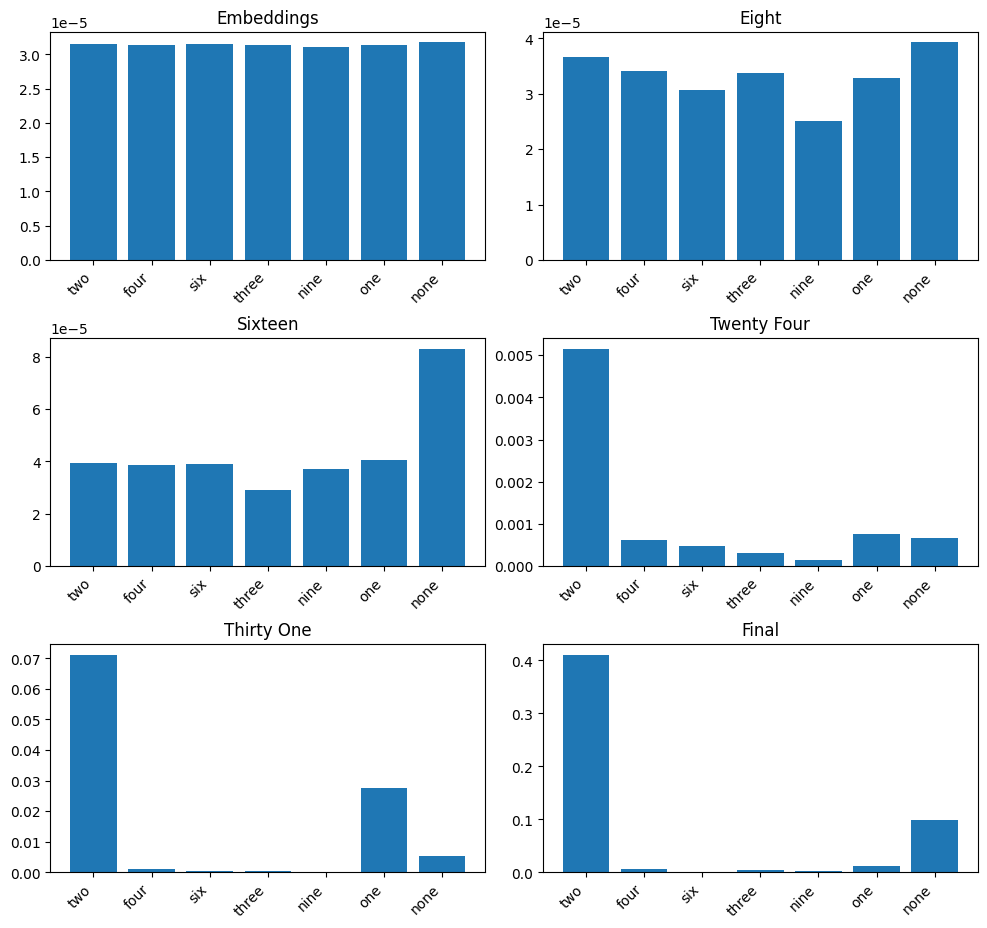 Embeddings
1e−5
3.0
2.5
2.0
1.5
1.0
0.5
0.0
two four six three nine one none
Eight
1e−5
4
3
2
1
0
two four six three nine one none
Sixteen
1e−5
8
6
4
2
0
two four six three nine one none
Twenty Four
0.005
0.004
0.003
0.002
0.001
0.000
two four six three nine one none
Thirty One
0.07
0.06
0.05
0.04
0.03
0.02
0.01
0.00
two four six three nine one none
Final
0.4
0.3
0.2
0.1
0.0
two four six three nine one none